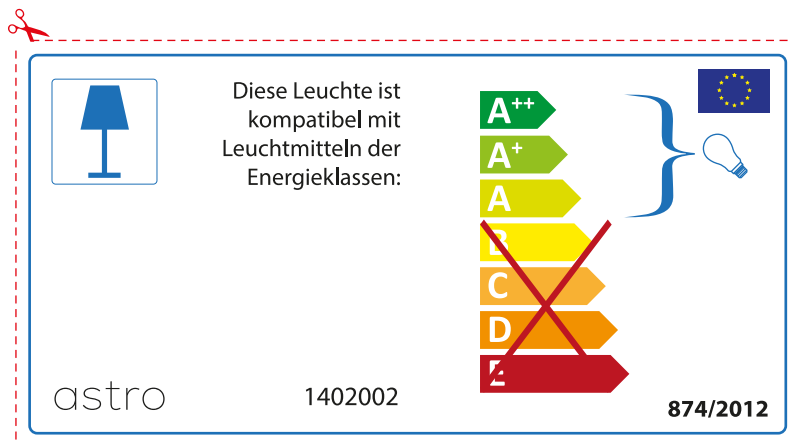 Diese Leuchte ist
kompatibel mit
Leuchtmitteln der
Energieklassen:
A++
A+
A
B
C
D
E
astro
1402002
874/2012